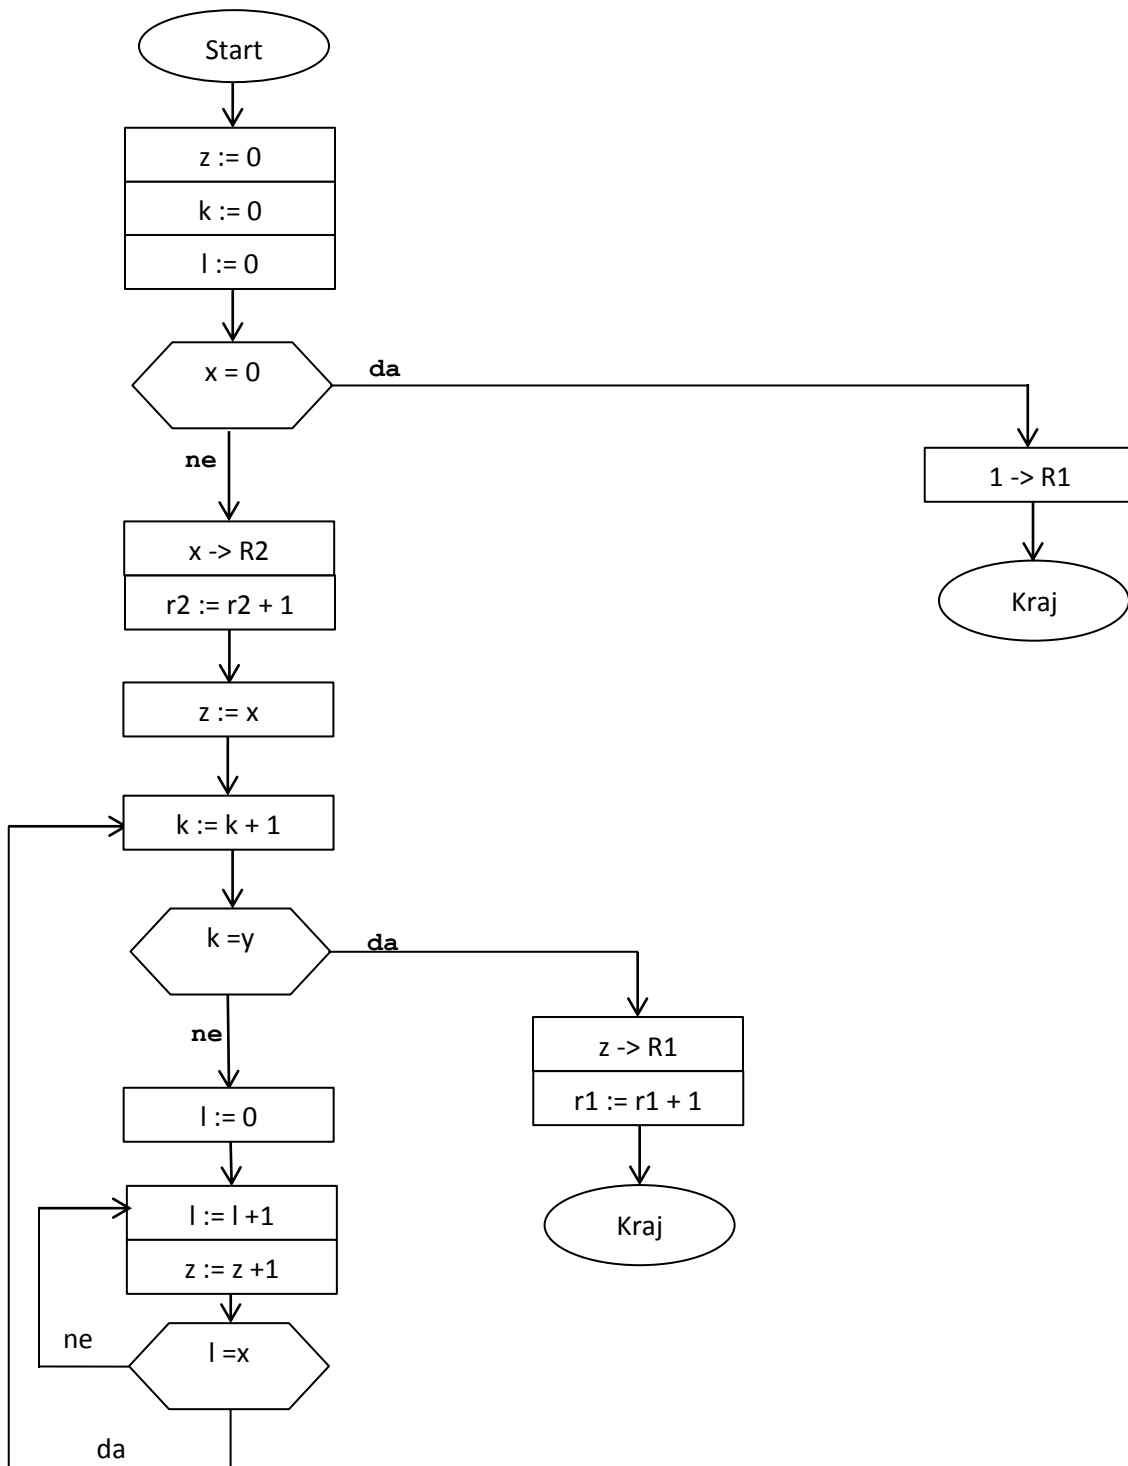 Start
z := 0
k := 0
l := 0
x = 0
da
ne
1 -> R1
x -> R2
r2 := r2 + 1
Kraj
z := x
k := k + 1
k =y
da
ne
z -> R1
r1 := r1 + 1
l := 0
l := l +1
z := z +1
Kraj
ne
l =x
da